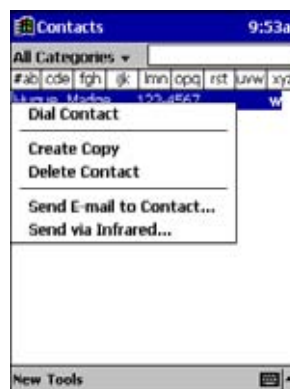 Contacts 9:53a
All Categories
#ab cde fgh ijk lmn opq rst uvw xyz
123-4567 w
Dial Contact
Create Copy
Delete Contact
Send E-mail to Contact...
Send via Infrared...
New Tools